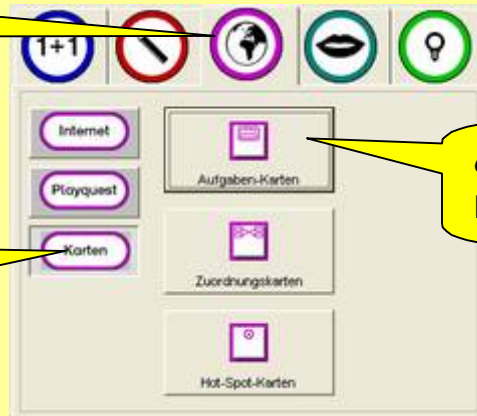 1+1
Internet
Playquest
Karten
Aufgaben-Karten
Zuordnungskarten
Hot-Spot-Karten